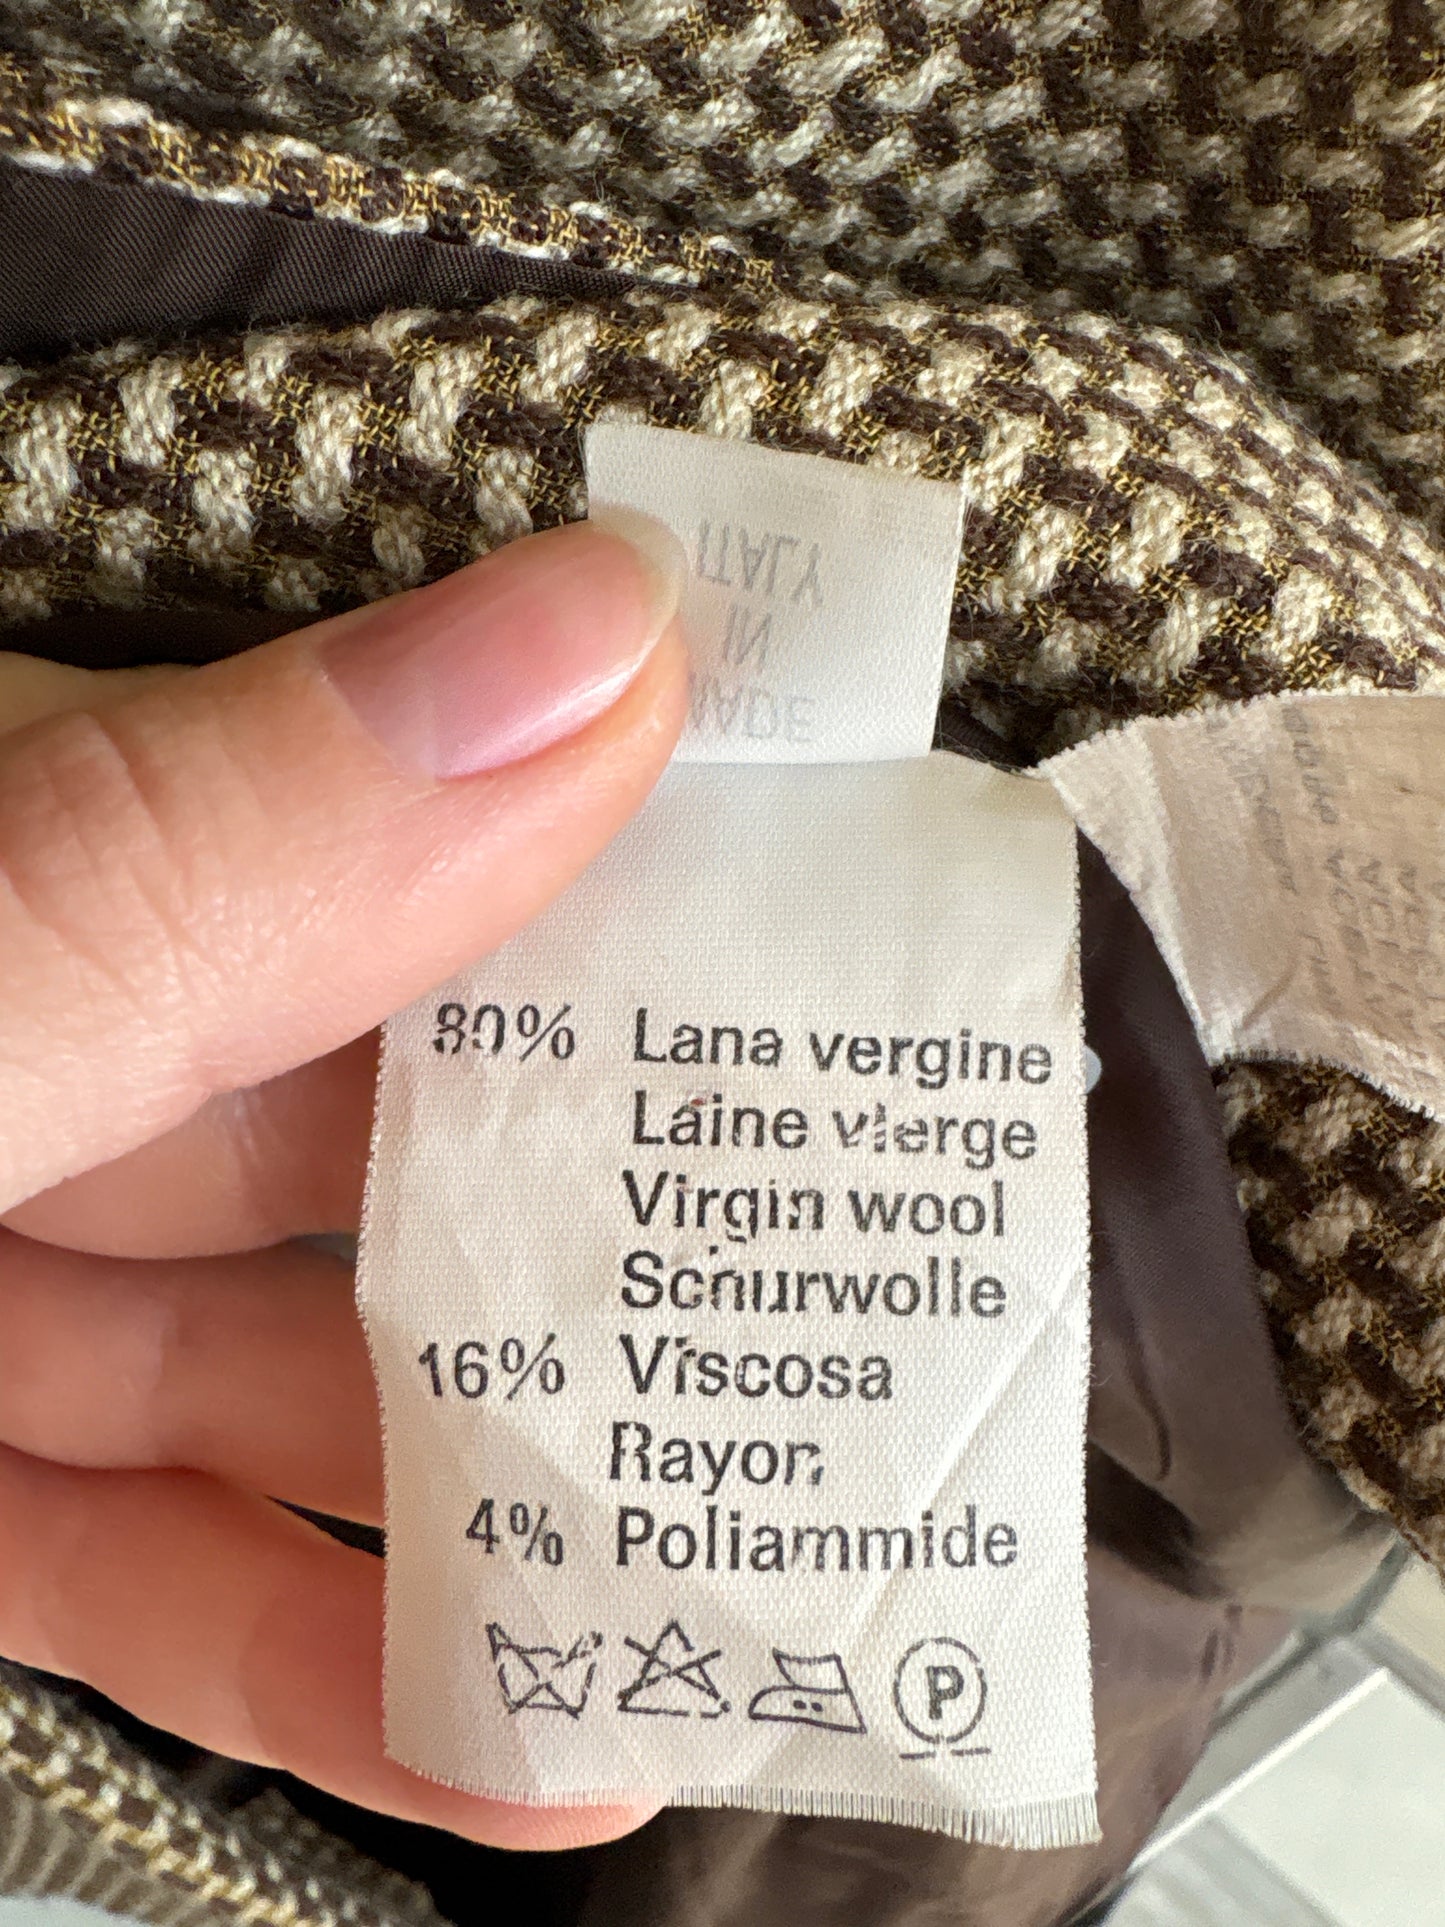 MADE
IN
ITALY
80% Lana vergine
Laine vierge
Virgin wool
Schurwolle
16% Viscosa
Rayon
4% Poliammide
P